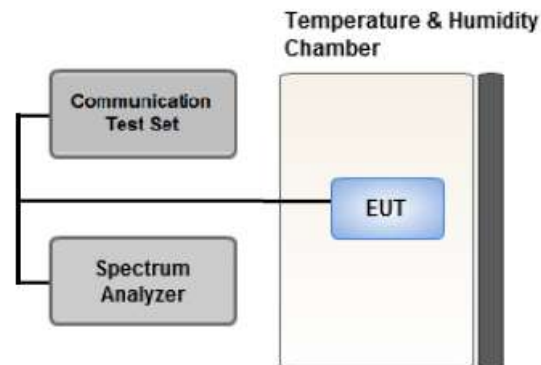 Temperature & Humidity
Chamber
Communication
Test Set
EUT
Spectrum
Analyzer